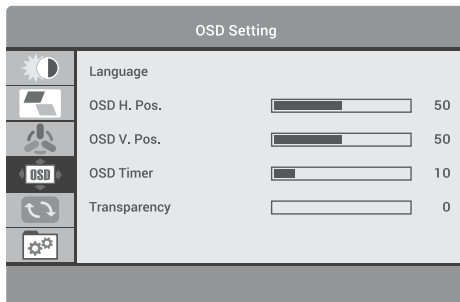 OSD Setting
Language
OSD H. Pos. 50
OSD V. Pos. 50
OSD OSD Timer 10
Transparency 0